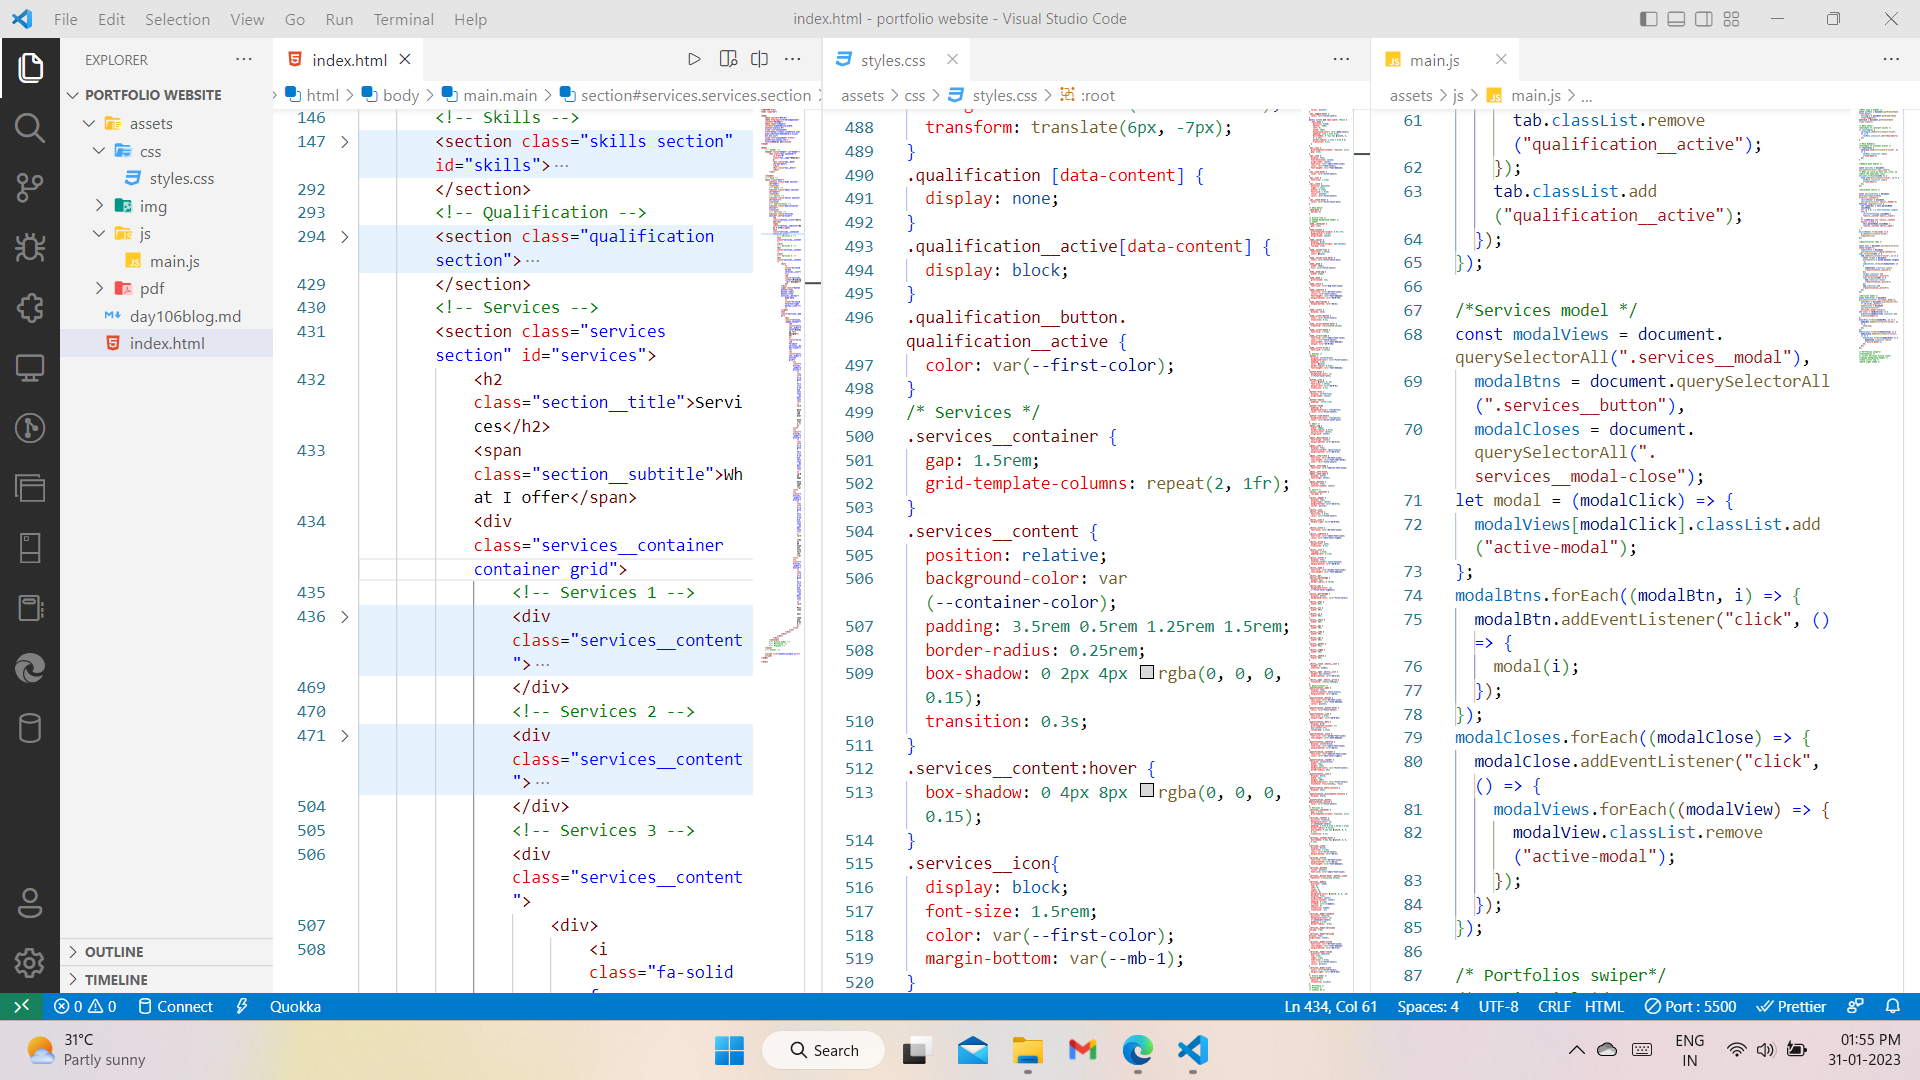 File Edit Selection View Go Run Terminal Help
index.html - portfolio website - Visual Studio Code
EXPLORER
PORTFOLIO WEBSITE
assets
css
styles.css
img
js
JS main.js
pdf
day106blog.md
index.html
OUTLINE
TIMELINE
index.html
html > body > main.main > section#services.services.section
146 <!-- Skills -->
147 <section class="skills section"
id="skills">…
292 </section>
293 <!-- Qualification -->
294 <section class="qualification
section">…
429 </section>
430 <!-- Services -->
431 <section class="services
section" id="services">
432 <h2
class="section__title">Servi
ces</h2>
433 <span
class="section__subtitle">Wh
at I offer</span>
434 <div
class="services__container
container grid">
435 <!-- Services 1 -->
436 <div
class="services__content
">…
469 </div>
470 <!-- Services 2 -->
471 <div
class="services__content
">…
504 </div>
505 <!-- Services 3 -->
506 <div
class="services__content
">
507 <div>
508 <i
class="fa-solid
styles.css
assets > css > styles.css > :root
488 transform: translate(6px, -7px);
489 }
490 .qualification [data-content] {
491 display: none;
492 }
493 .qualification__active[data-content] {
494 display: block;
495 }
496 .qualification__button.
qualification__active {
497 color: var(--first-color);
498 }
499 /* Services */
500 .services__container {
501 gap: 1.5rem;
502 grid-template-columns: repeat(2, 1fr);
503 }
504 .services__content {
505 position: relative;
506 background-color: var
(--container-color);
507 padding: 3.5rem 0.5rem 1.25rem 1.5rem;
508 border-radius: 0.25rem;
509 box-shadow: 0 2px 4px rgba(0, 0, 0,
0.15);
510 transition: 0.3s;
511 }
512 .services__content:hover {
513 box-shadow: 0 4px 8px rgba(0, 0, 0,
0.15);
514 }
515 .services__icon{
516 display: block;
517 font-size: 1.5rem;
518 color: var(--first-color);
519 margin-bottom: var(--mb-1);
520 }
JS main.js
assets > js > JS main.js > ...
61 tab.classList.remove
("qualification__active");
62 });
63 tab.classList.add
("qualification__active");
64 });
65 });
66
67 /*Services model */
68 const modalViews = document.
querySelectorAll(".services__modal"),
69 modalBtns = document.querySelectorAll
(".services__button"),
70 modalCloses = document.
querySelectorAll(".
services__modal-close");
71 let modal = (modalClick) => {
72 modalViews[modalClick].classList.add
("active-modal");
73 };
74 modalBtns.forEach((modalBtn, i) => {
75 modalBtn.addEventListener("click", ()
=> {
76 modal(i);
77 });
78 });
79 modalCloses.forEach((modalClose) => {
80 modalClose.addEventListener("click",
() => {
81 modalViews.forEach((modalView) => {
82 modalView.classList.remove
("active-modal");
83 });
84 });
85 });
86
87 /* Portfolios swiper*/
0 0 Connect Quokka
Ln 434, Col 61 Spaces: 4 UTF-8 CRLF HTML Port : 5500 Prettier
31°C
Partly sunny
Search
ENG
IN
01:55 PM
31-01-2023